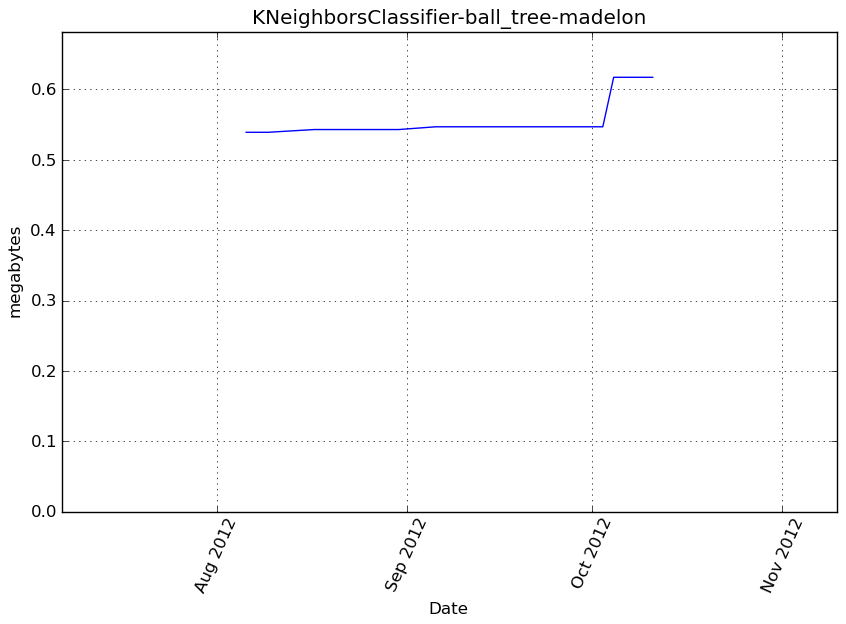 KNeighborsClassifier-ball_tree-madelon
0.6
0.5
0.4
0.3
0.2
0.1
0.0
megabytes
Aug 2012
Sep 2012
Oct 2012
Nov 2012
Date